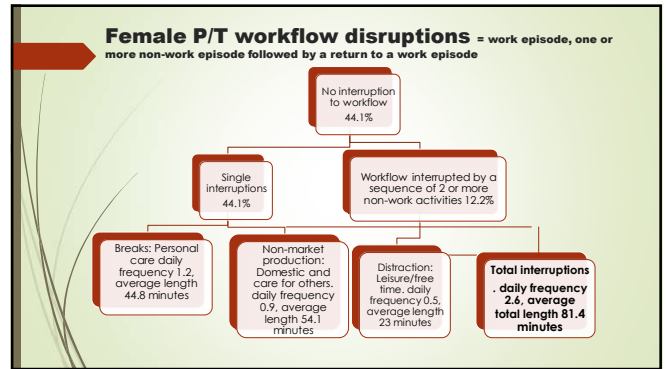 Female P/T workflow disruptions = work episode, one or
more non-work episode followed by a return to a work episode
No interruption
to workflow
44.1%
Single
interruptions
44.1%
Workflow interrupted by a
sequence of 2 or more
non-work activities 12.2%
Breaks: Personal
care daily
frequency 1.2,
average length
44.8 minutes
Non-market
production:
Domestic and
care for others.
daily frequency
0.9, average
length 54.1
minutes
Distraction:
Leisure/free
time. daily
frequency 0.5,
average length
23 minutes
Total interruptions
. daily frequency
2.6, average
total length 81.4
minutes